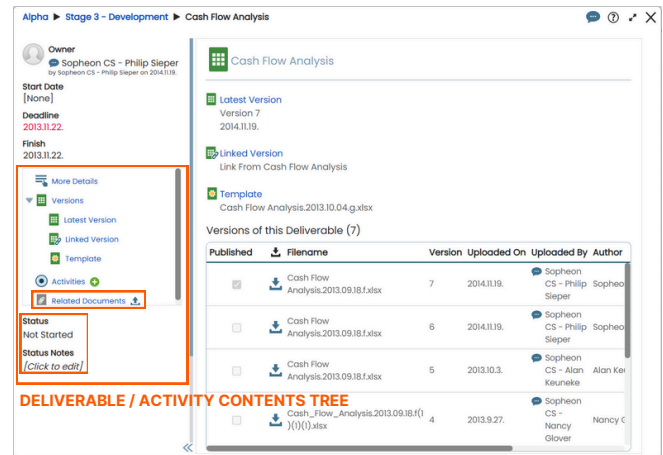 Alpha ▶ Stage 3 - Development ▶ Cash Flow Analysis
Owner
Sopheon CS - Philip Sieper
by Sopheon CS - Philip Sieper on 2014.11.19.
Start Date
[None]
Deadline
2013.11.22.
Finish
2013.11.22.
More Details
Versions
Latest Version
Linked Version
Template
Activities
Related Documents
Status
Not Started
Status Notes
[Click to edit]
DELIVERABLE / ACTIVITY CONTENTS TREE
Cash Flow Analysis
Latest Version
Version 7
2014.11.19.
Linked Version
Link From Cash Flow Analysis
Template
Cash Flow Analysis.2013.10.04.g.xlsx
Versions of this Deliverable (7)
Published Filename Version Uploaded On Uploaded By Author
Cash Flow
Analysis.2013.09.18.f.xlsx
7
2014.11.19.
Sopheon
CS - Philip
Sieper
Sopheo
Cash Flow
Analysis.2013.09.18.f.xlsx
6
2014.11.19.
Sopheon
CS - Philip
Sieper
Sopheo
Cash Flow
Analysis.2013.09.18.f.xlsx
5
2013.10.3.
Sopheon
CS - Alan
Keuneke
Alan Keu
Cash_Flow_Analysis.2013.09.18.f(1
)(1)(1).xlsx
4
2013.9.27.
Sopheon
CS -
Nancy
Glover
Nancy G